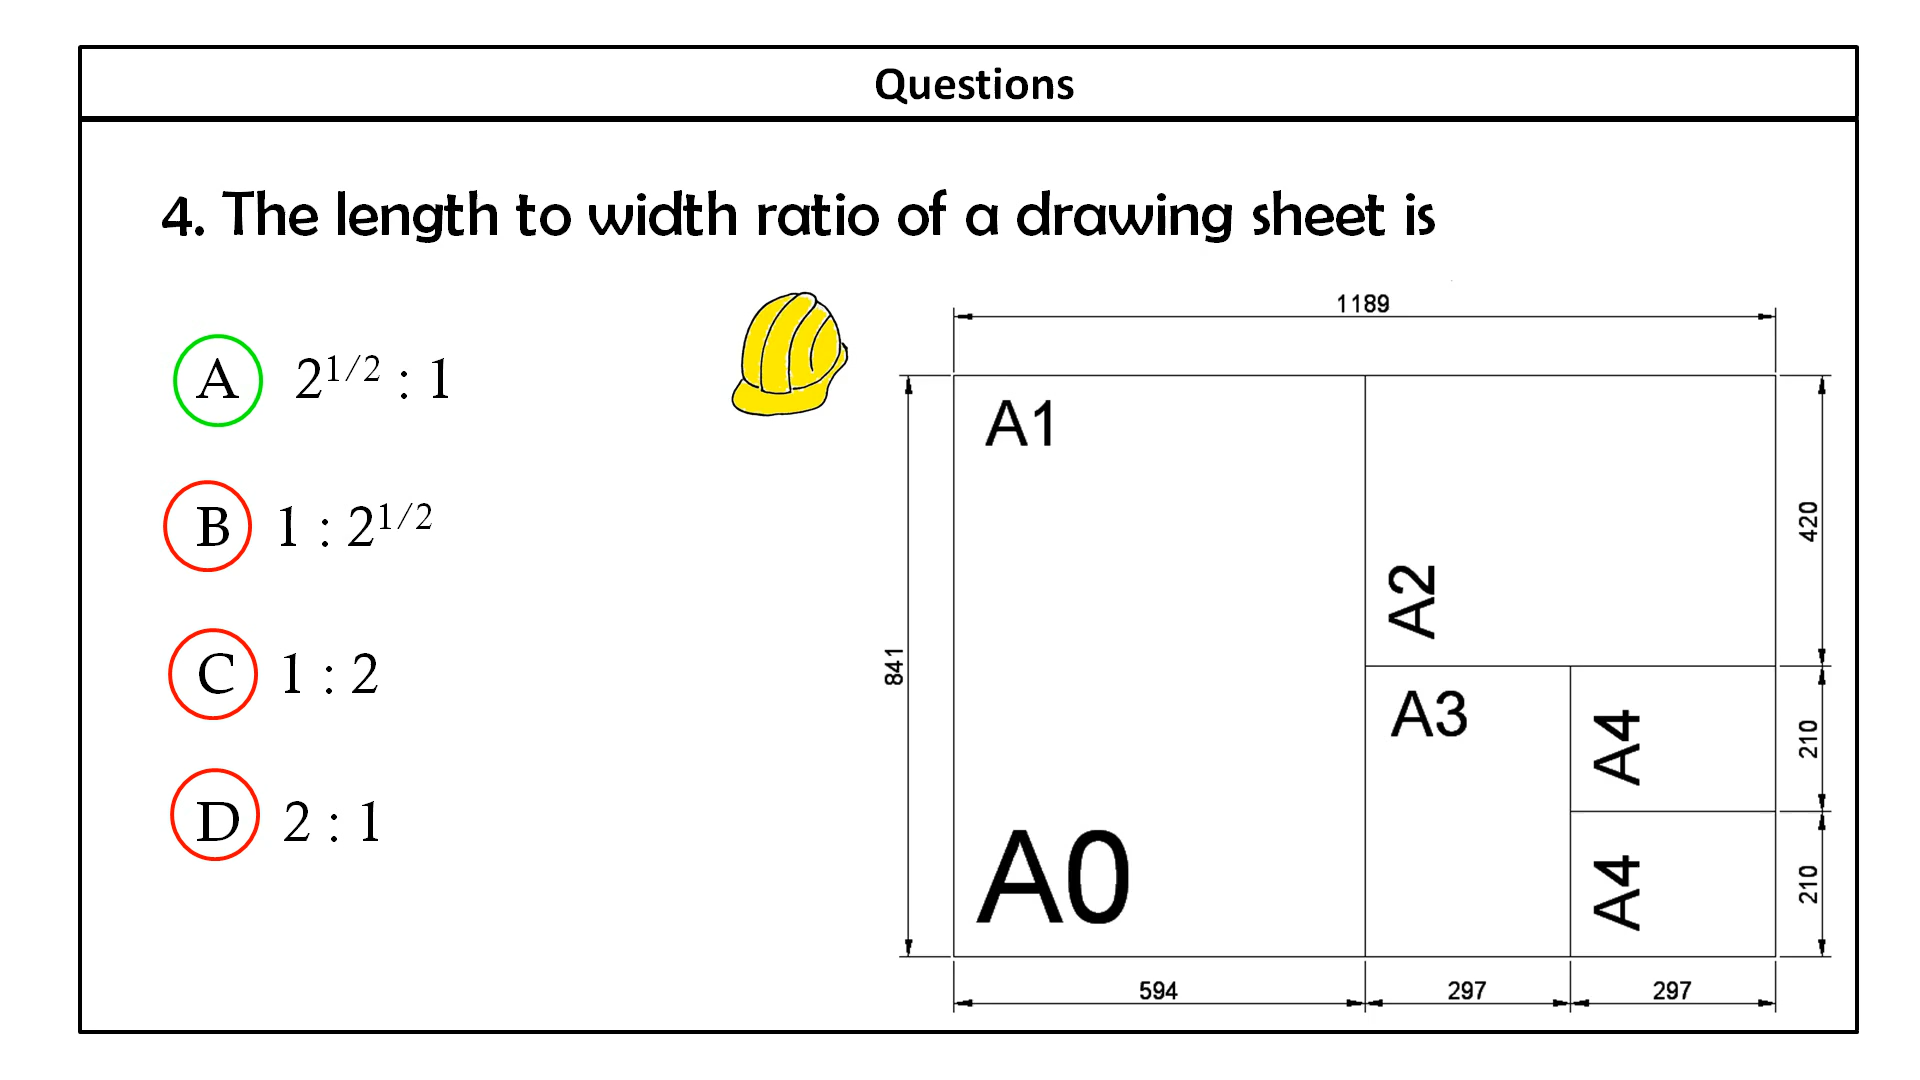 Questions
4. The length to width ratio of a drawing sheet is
A 2^{1/2} : 1
B 1 : 2^{1/2}
C 1 : 2
D 2 : 1
1189
A1
A2
420
841
A3
A4
210
A0
A4
210
594
297
297